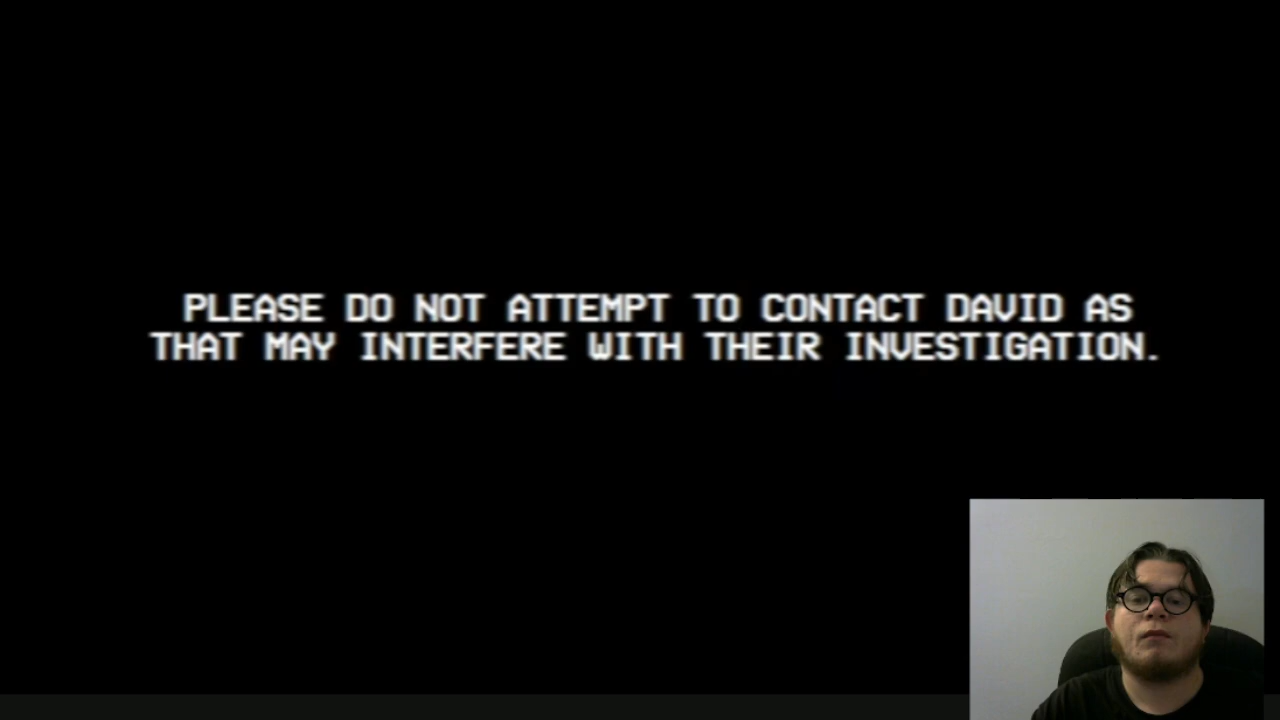 PLEASE DO NOT ATTEMPT TO CONTACT DAVID AS
THAT MAY INTERFERE WITH THEIR INVESTIGATION.